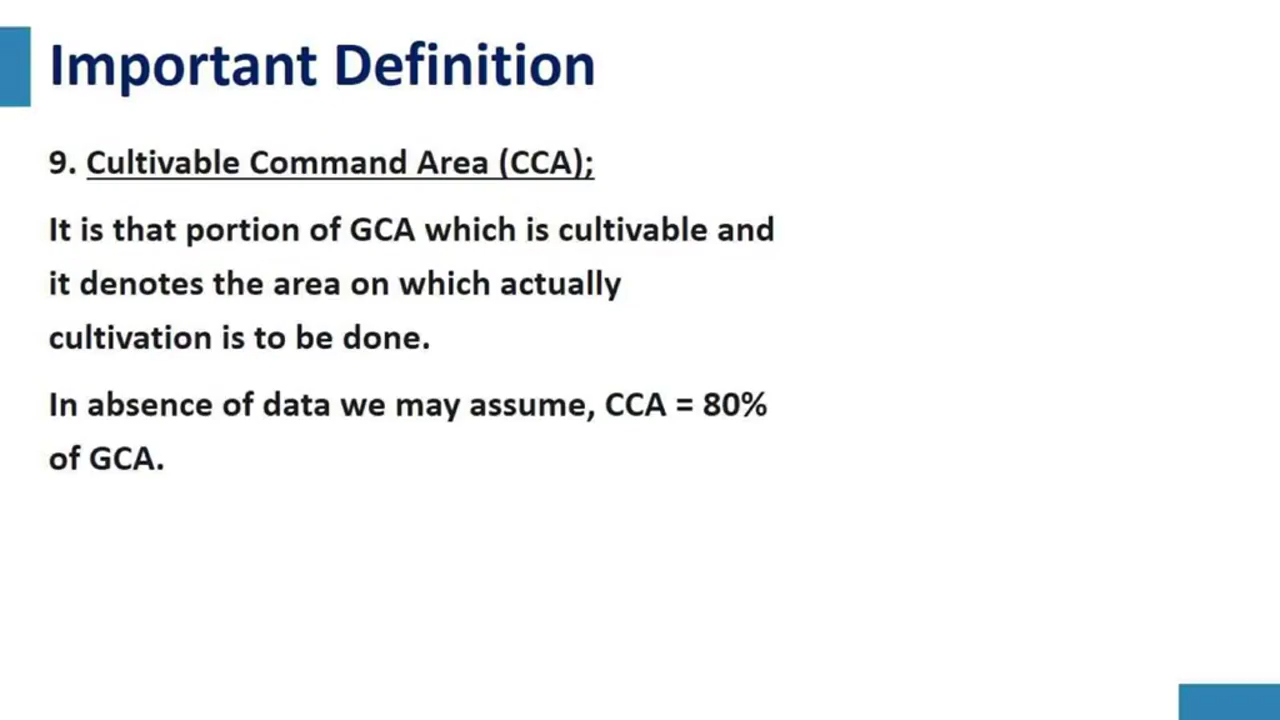 Important Definition
9. Cultivable Command Area (CCA);
It is that portion of GCA which is cultivable and
it denotes the area on which actually
cultivation is to be done.
In absence of data we may assume, CCA = 80%
of GCA.